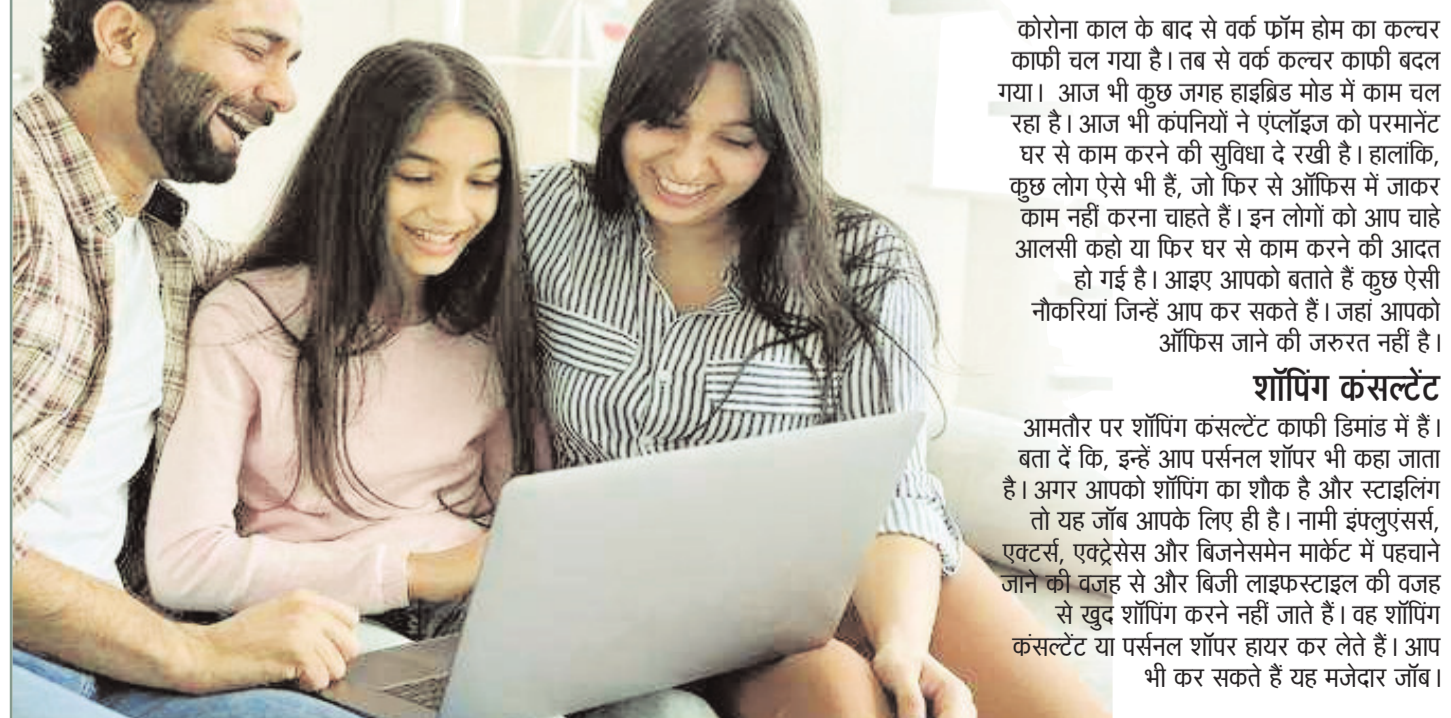 कोरोना काल के बाद से वर्क फॉम होम का कल्चर
काफी चल गया है। तब से वर्क कल्चर काफी बदल
गया। आज भी कुछ जगह हाइब्रिड मोड में काम चल
रहा है। आज भी कंपनियों ने एंप्लॉइज को परमानेंट
घर से काम करने की सुविधा दे रखी है। हालांकि,
कुछ लोग ऐसे भी हैं, जो फिर से ऑफिस में जाकर
काम नहीं करना चाहते हैं। इन लोगों को आप चाहे
आलसी कहो या फिर घर से काम करने की आदत
हो गई है। आइए आपको बताते हैं कुछ ऐसी
नौकरियां जिन्हें आप कर सकते हैं। जहां आपको
ऑफिस जाने की जरुरत नहीं है।
शॉपिंग कंसल्टेंट
आमतौर पर शॉपिंग कंसल्टेंट काफी डिमांड में हैं।
बता दें कि, इन्हें आप पर्सनल शॉपर भी कहा जाता
है। अगर आपको शॉपिंग का शौक है और स्टाइलिंग
तो यह जॉब आपके लिए ही है। नामी इंफ्लुएंसर्स,
एक्टर्स, एक्ट्रेसेस और बिजनेसमेन मार्केट में पहचाने
जाने की वजह से और बिजी लाइफस्टाइल की वजह
से खुद शॉपिंग करने नहीं जाते हैं। वह शॉपिंग
कंसल्टेंट या पर्सनल शॉपर हायर कर लेते हैं। आप
भी कर सकते हैं यह मजेदार जॉब।